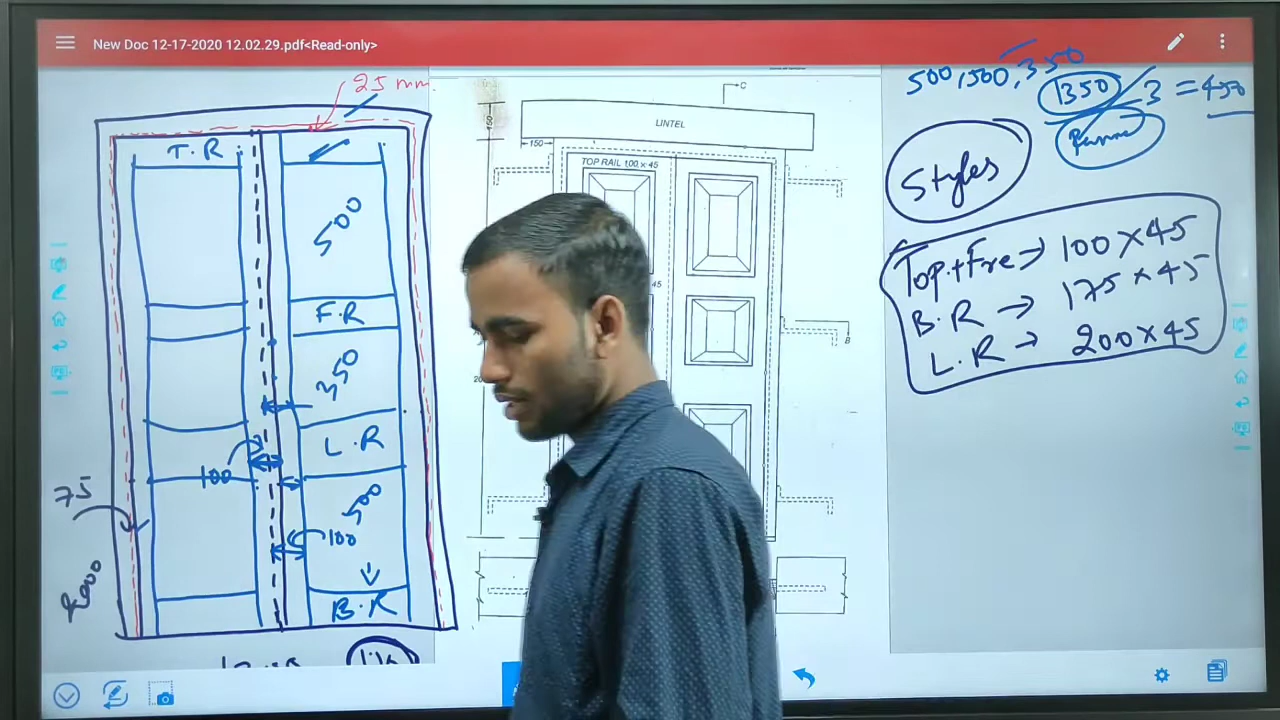 New Doc 12-17-2020 12.02.29.pdf<Read-only>
25 mm
T.R
500
F.R
350
L.R
100
500
100
75
2000
B.R
C
150
LINTEL
150
TOP RAIL 100 x 45
45
B
500, 500, 350
1350 / 3 = 450
Styles
Top + Fre → 100 × 45
B.R → 175 × 45
L.R → 200 × 45